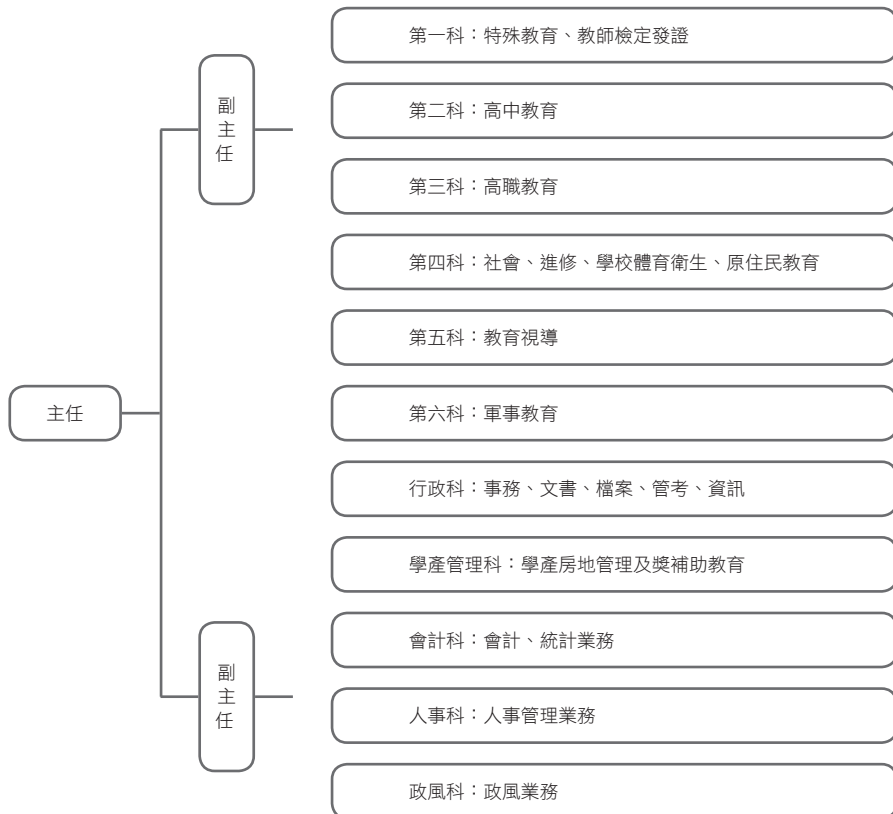 第一科：特殊教育、教師檢定發證
副主任
第二科：高中教育
第三科：高職教育
第四科：社會、進修、學校體育衛生、原住民教育
第五科：教育視導
主任
第六科：軍事教育
行政科：事務、文書、檔案、管考、資訊
學產管理科：學產房地管理及獎補助教育
會計科：會計、統計業務
副主任
人事科：人事管理業務
政風科：政風業務